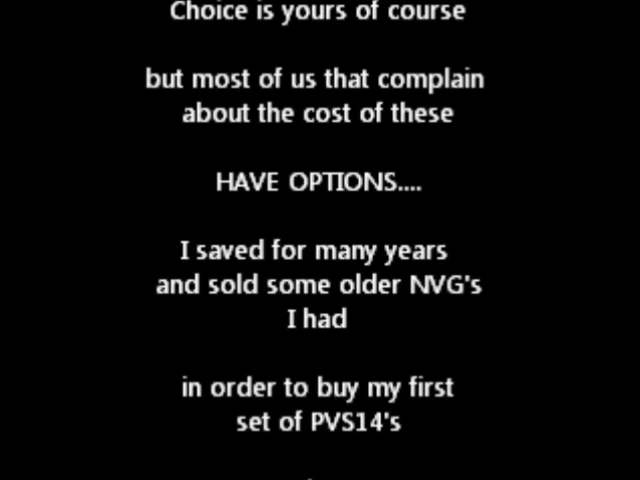 Choice is yours of course
but most of us that complain
about the cost of these
HAVE OPTIONS....
I saved for many years
and sold some older NVG's
I had
in order to buy my first
set of PVS14's